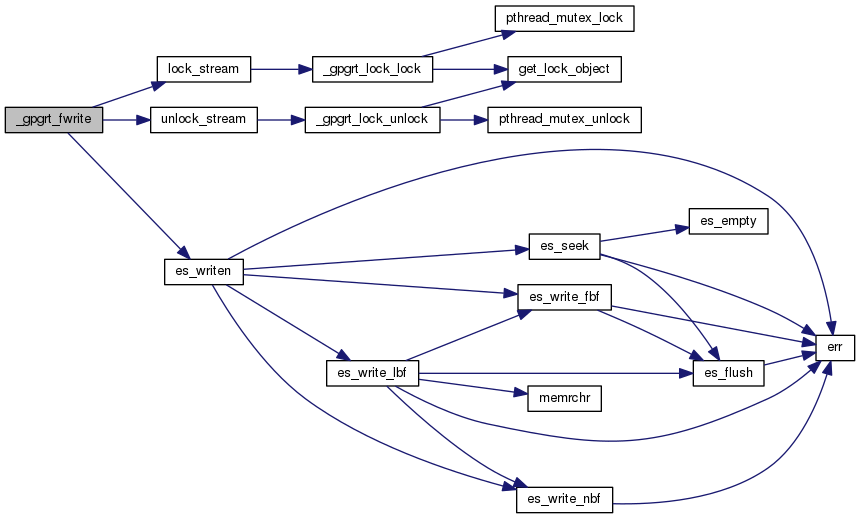 pthread_mutex_lock
lock_stream
_gpgrt_lock_lock
get_lock_object
_gpgrt_fwrite
unlock_stream
_gpgrt_lock_unlock
pthread_mutex_unlock
es_empty
es_seek
es_writen
es_write_fbf
err
es_write_lbf
es_flush
memrchr
es_write_nbf